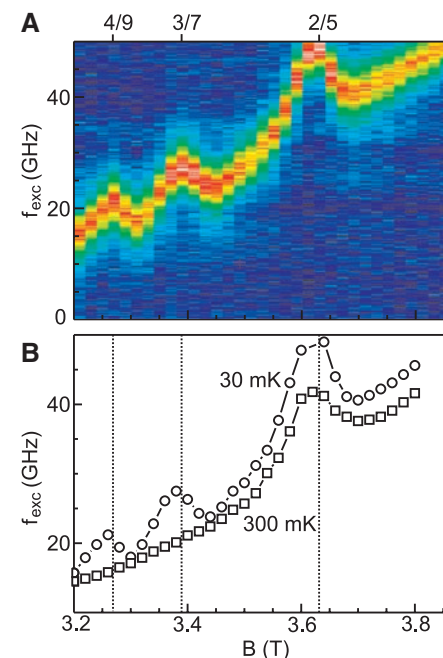 A
4/9 3/7 2/5
40
20
0
f_exc (GHz)
B
30 mK
40
300 mK
20
f_exc (GHz)
3.2 3.4 3.6 3.8
B (T)